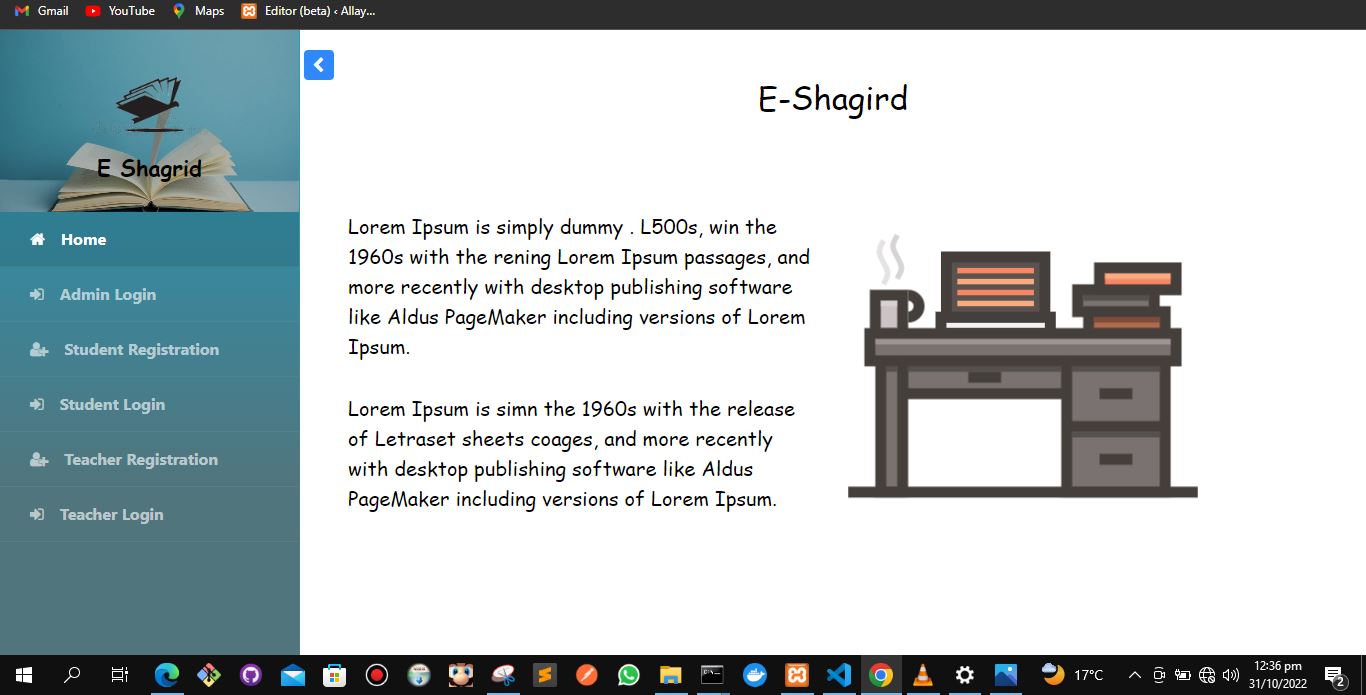 Gmail
YouTube
Maps
Editor (beta) ‹ Allay...
E Shagrid
Home
Admin Login
Student Registration
Student Login
Teacher Registration
Teacher Login
E-Shagird
Lorem Ipsum is simply dummy . L500s, win the
1960s with the rening Lorem Ipsum passages, and
more recently with desktop publishing software
like Aldus PageMaker including versions of Lorem
Ipsum.
Lorem Ipsum is simn the 1960s with the release
of Letraset sheets coages, and more recently
with desktop publishing software like Aldus
PageMaker including versions of Lorem Ipsum.
17°C
12:36 pm
31/10/2022
2